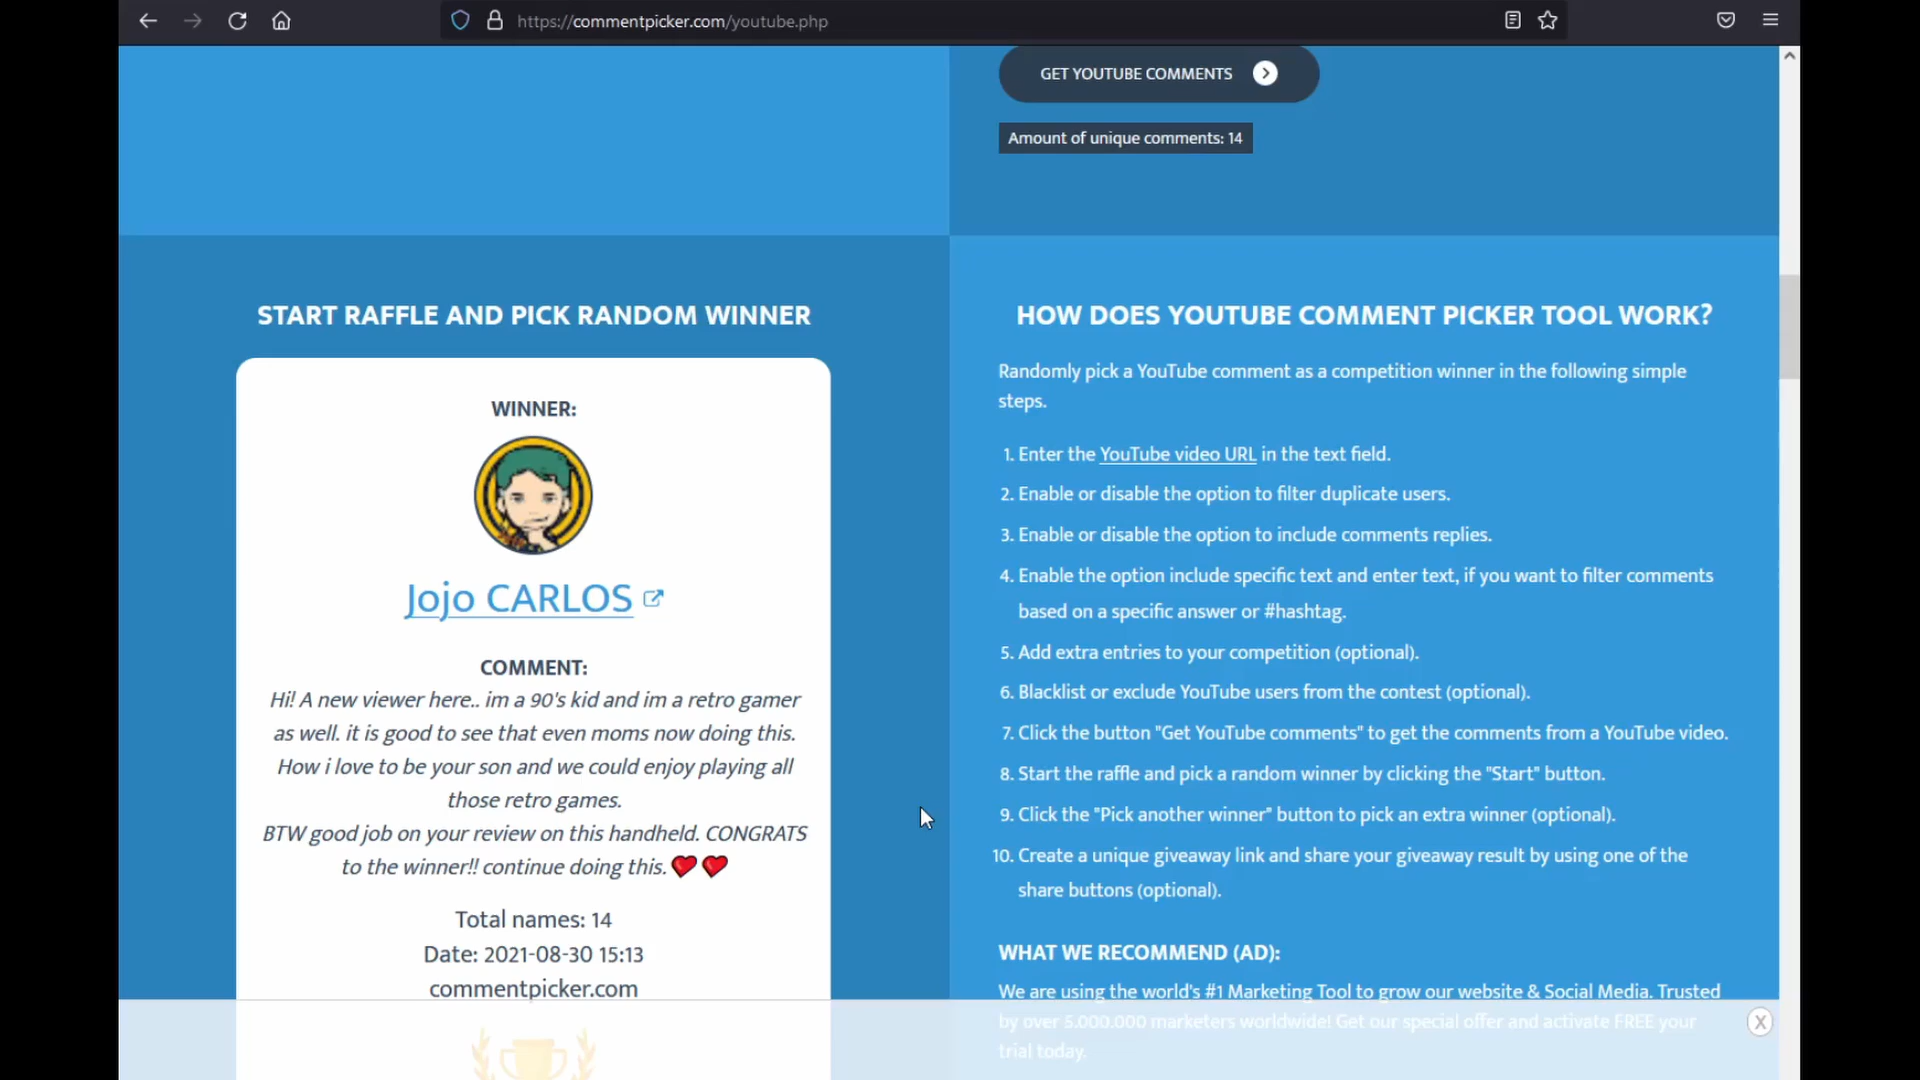 https://commentpicker.com/youtube.php
GET YOUTUBE COMMENTS
Amount of unique comments: 14
START RAFFLE AND PICK RANDOM WINNER
WINNER:
Jojo CARLOS
COMMENT:
Hi! A new viewer here.. im a 90's kid and im a retro gamer
as well. it is good to see that even moms now doing this.
How i love to be your son and we could enjoy playing all
those retro games.
BTW good job on your review on this handheld. CONGRATS
to the winner!! continue doing this.❤❤
Total names: 14
Date: 2021-08-30 15:13
commentpicker.com
HOW DOES YOUTUBE COMMENT PICKER TOOL WORK?
Randomly pick a YouTube comment as a competition winner in the following simple
steps.
1. Enter the YouTube video URL in the text field.
2. Enable or disable the option to filter duplicate users.
3. Enable or disable the option to include comments replies.
4. Enable the option include specific text and enter text, if you want to filter comments
based on a specific answer or #hashtag.
5. Add extra entries to your competition (optional).
6. Blacklist or exclude YouTube users from the contest (optional).
7. Click the button "Get YouTube comments" to get the comments from a YouTube video.
8. Start the raffle and pick a random winner by clicking the "Start" button.
9. Click the "Pick another winner" button to pick an extra winner (optional).
10. Create a unique giveaway link and share your giveaway result by using one of the
share buttons (optional).
WHAT WE RECOMMEND (AD):
We are using the world's #1 Marketing Tool to grow our website & Social Media. Trusted
by over 5.000.000 marketers worldwide! Get our special offer and activate FREE your
trial today.
X